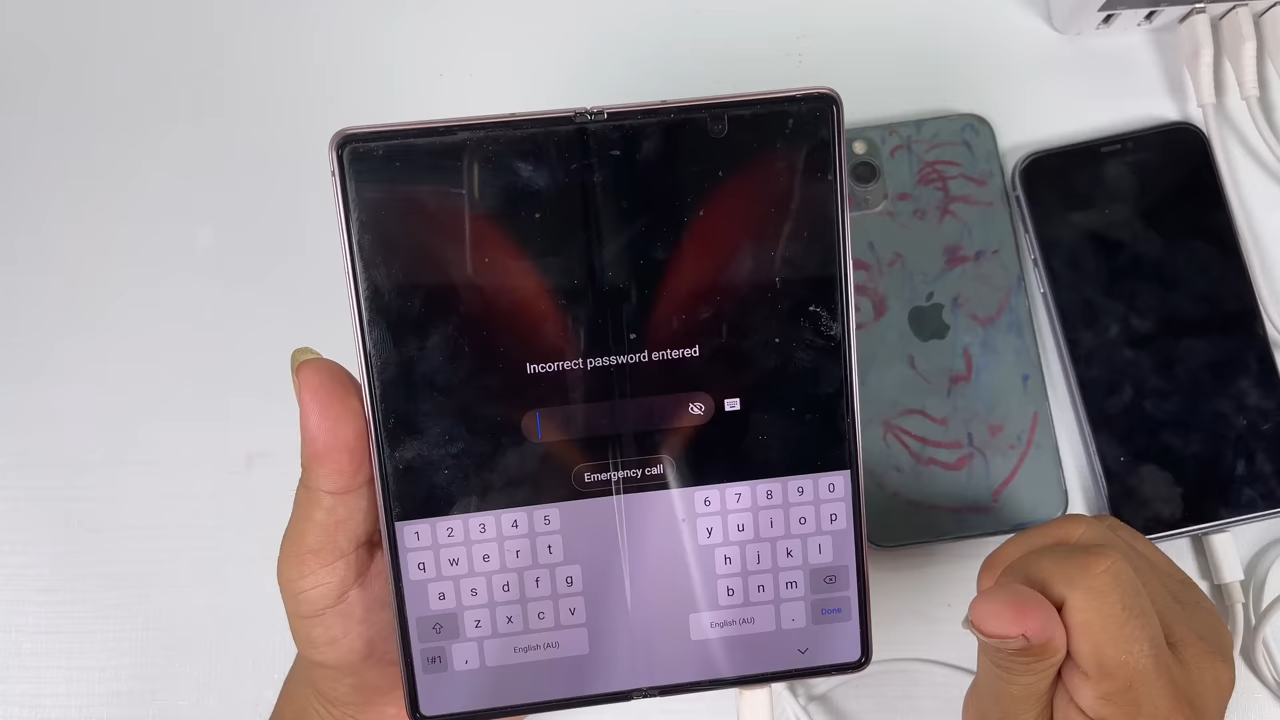 Incorrect password entered
Emergency call
1 2 3 4 5 6 7 8 9 0
q w e r t y u i o p
a s d f g h j k l
z x c v b n m
!#1 , English (AU) English (AU) . Done